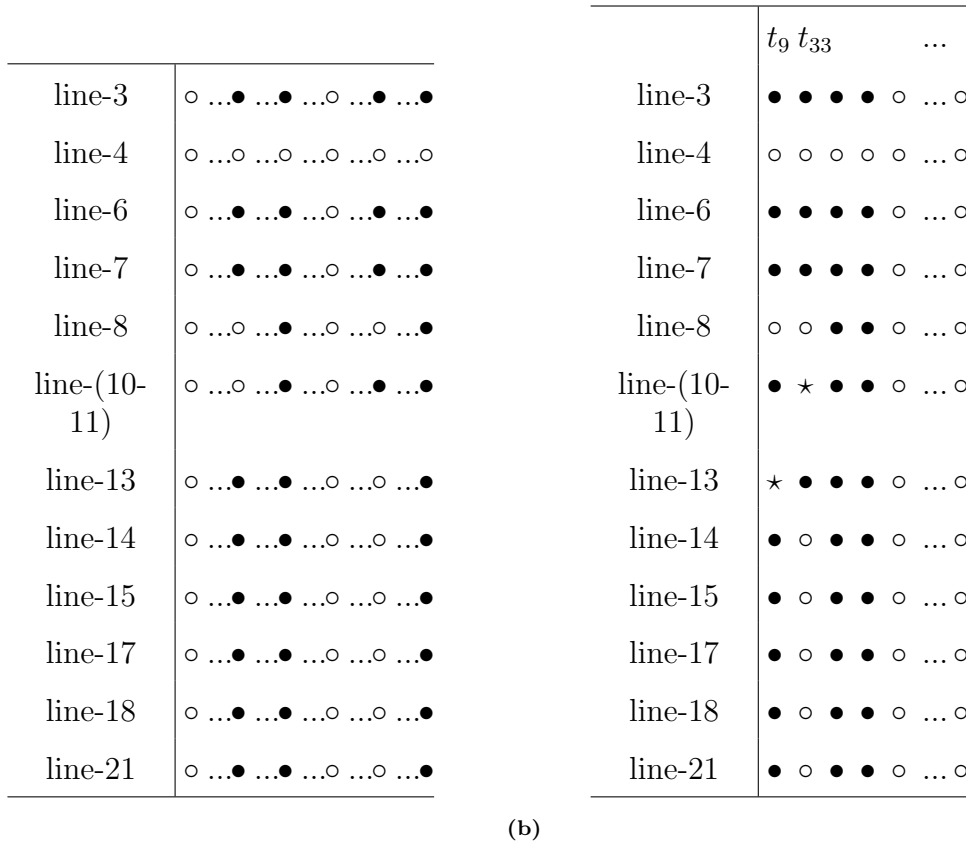 line-3 ○ ...● ...● ...○ ...● ...●
line-4 ○ ...○ ...○ ...○ ...○ ...○
line-6 ○ ...● ...● ...○ ...● ...●
line-7 ○ ...● ...● ...○ ...● ...●
line-8 ○ ...○ ...● ...○ ...○ ...●
line-(10- ○ ...○ ...● ...○ ...● ...●
11)
line-13 ○ ...● ...● ...○ ...○ ...●
line-14 ○ ...● ...● ...○ ...○ ...●
line-15 ○ ...● ...● ...○ ...○ ...●
line-17 ○ ...● ...● ...○ ...○ ...●
line-18 ○ ...● ...● ...○ ...○ ...●
line-21 ○ ...● ...● ...○ ...○ ...●
t₉ t₃₃ ...
line-3 ● ● ● ● ○ ... ○
line-4 ○ ○ ○ ○ ○ ... ○
line-6 ● ● ● ● ○ ... ○
line-7 ● ● ● ● ○ ... ○
line-8 ○ ○ ● ● ○ ... ○
line-(10- ● ⋆ ● ● ○ ... ○
11)
line-13 ⋆ ● ● ● ○ ... ○
line-14 ● ○ ● ● ○ ... ○
line-15 ● ○ ● ● ○ ... ○
line-17 ● ○ ● ● ○ ... ○
line-18 ● ○ ● ● ○ ... ○
line-21 ● ○ ● ● ○ ... ○
(b)